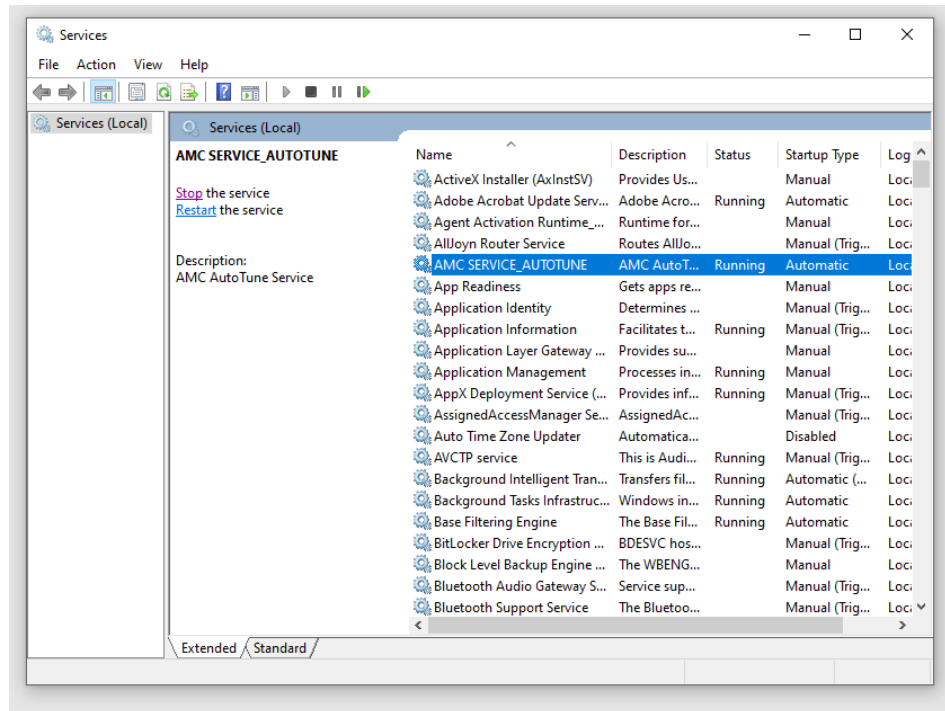 Services
File Action View Help
Services (Local)
Services (Local)
AMC SERVICE_AUTOTUNE
Stop the service
Restart the service
Description:
AMC AutoTune Service
Name Description Status Startup Type Log
ActiveX Installer (AxInstSV) Provides Us... Manual Loca
Adobe Acrobat Update Serv... Adobe Acro... Running Automatic Loca
Agent Activation Runtime_... Runtime for... Manual Loca
AllJoyn Router Service Routes AllJo... Manual (Trig... Loca
AMC SERVICE_AUTOTUNE AMC AutoT... Running Automatic Loca
App Readiness Gets apps re... Manual Loca
Application Identity Determines ... Manual (Trig... Loca
Application Information Facilitates t... Running Manual (Trig... Loca
Application Layer Gateway ... Provides su... Manual Loca
Application Management Processes in... Running Manual Loca
AppX Deployment Service (... Provides inf... Running Manual (Trig... Loca
AssignedAccessManager Se... AssignedAc... Manual (Trig... Loca
Auto Time Zone Updater Automatica... Disabled Loca
AVCTP service This is Audi... Running Manual (Trig... Loca
Background Intelligent Tran... Transfers fil... Running Automatic (... Loca
Background Tasks Infrastruc... Windows in... Running Automatic Loca
Base Filtering Engine The Base Fil... Running Automatic Loca
BitLocker Drive Encryption ... BDESVC hos... Manual (Trig... Loca
Block Level Backup Engine ... The WBENG... Manual Loca
Bluetooth Audio Gateway S... Service sup... Manual (Trig... Loca
Bluetooth Support Service The Bluetoo... Manual (Trig... Loca
Extended Standard